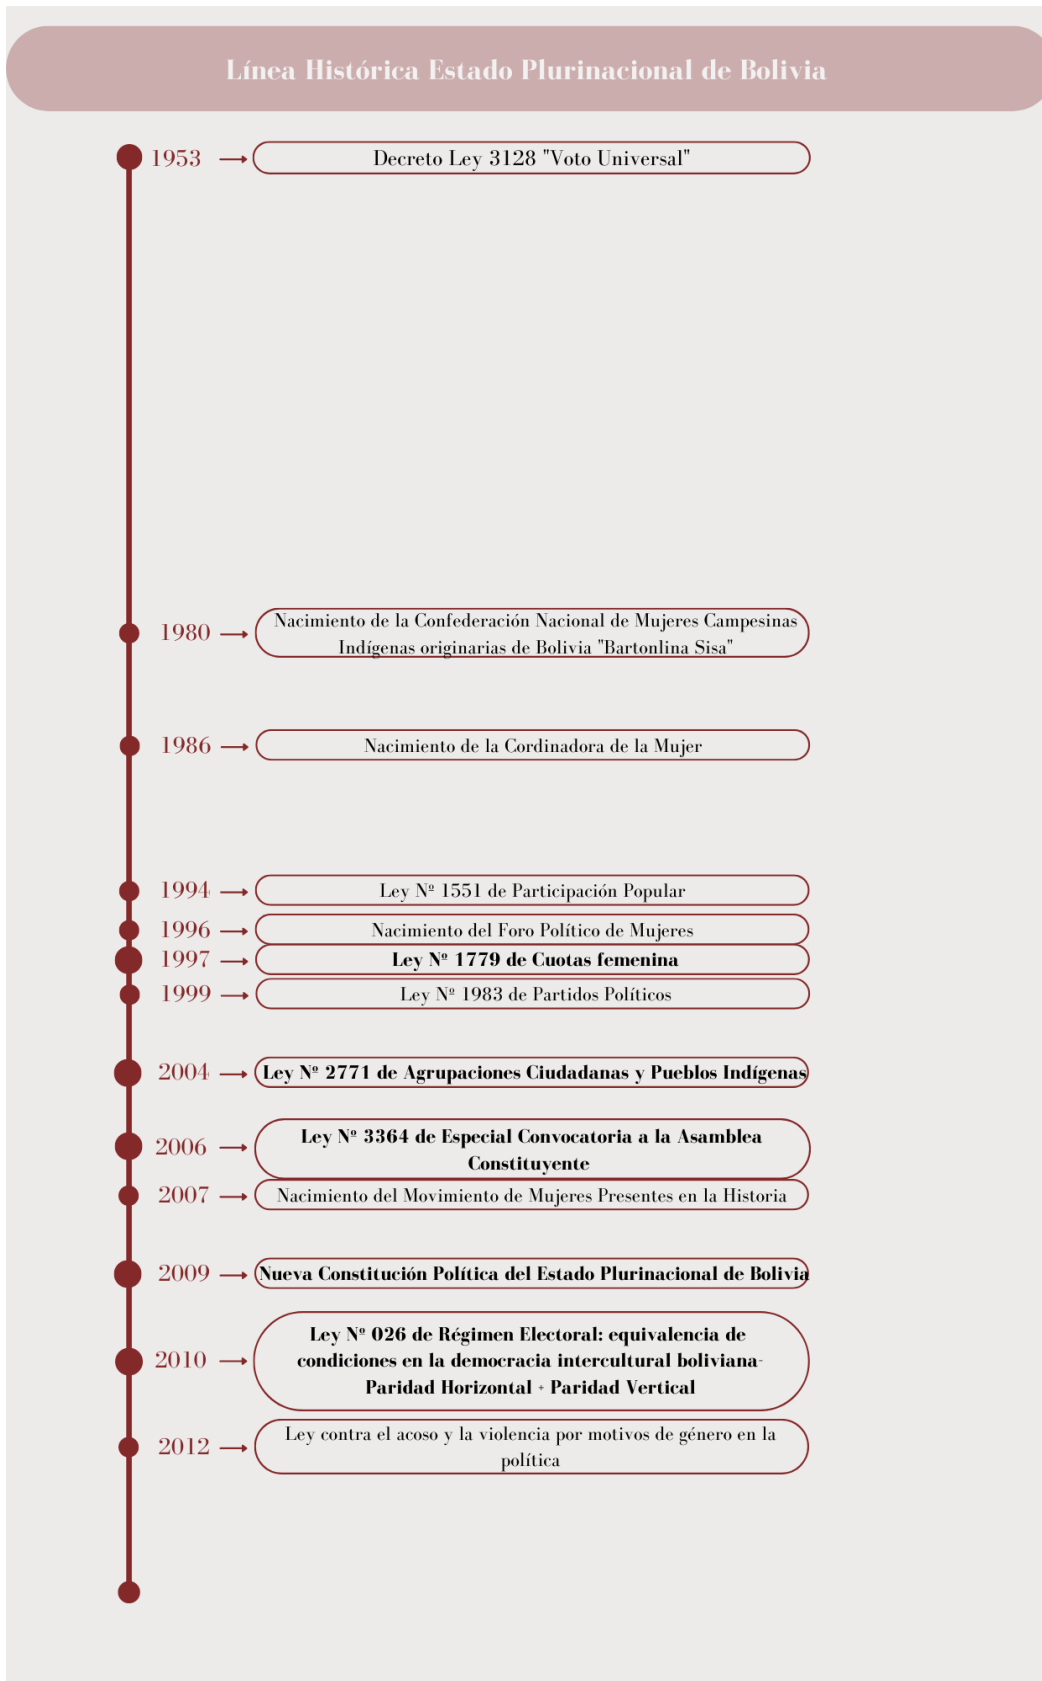 Línea Histórica Estado Plurinacional de Bolivia
1953
Decreto Ley 3128 "Voto Universal"
1980
Nacimiento de la Confederación Nacional de Mujeres Campesinas
Indígenas originarias de Bolivia "Bartonlina Sisa"
1986
Nacimiento de la Cordinadora de la Mujer
1994
Ley Nº 1551 de Participación Popular
1996
Nacimiento del Foro Político de Mujeres
1997
Ley Nº 1779 de Cuotas femenina
1999
Ley Nº 1983 de Partidos Políticos
2004
Ley Nº 2771 de Agrupaciones Ciudadanas y Pueblos Indígenas
2006
Ley Nº 3364 de Especial Convocatoria a la Asamblea
Constituyente
2007
Nacimiento del Movimiento de Mujeres Presentes en la Historia
2009
Nueva Constitución Política del Estado Plurinacional de Bolivia
2010
Ley Nº 026 de Régimen Electoral: equivalencia de
condiciones en la democracia intercultural boliviana-
Paridad Horizontal + Paridad Vertical
2012
Ley contra el acoso y la violencia por motivos de género en la
política